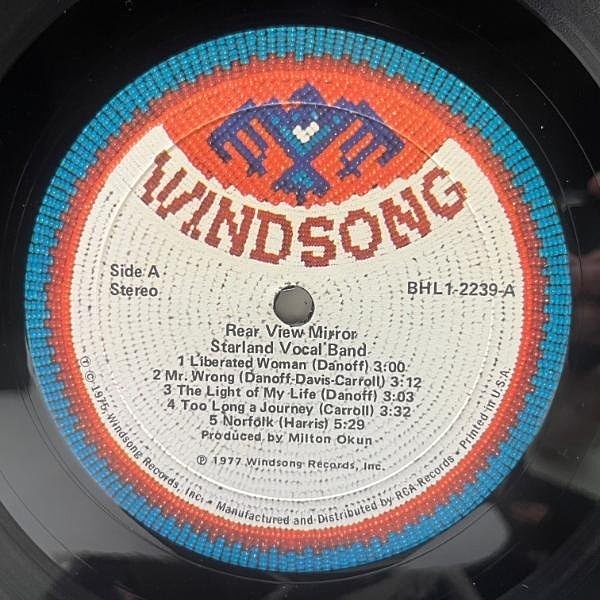 WINDSONG
Side A
Stereo
BHL1-2239-A
Rear View Mirror
Starland Vocal Band
1 Liberated Woman (Danoff) 3:00
2 Mr. Wrong (Danoff-Davis-Carroll) 3:12
3 The Light of My Life (Danoff) 3:03
4 Too Long a Journey (Carroll) 3:32
5 Norfolk (Harris) 5:29
Produced by Milton Okun
℗ 1977 Windsong Records, Inc.
℗ © 1975 Windsong Records, Inc. • Manufactured and Distributed by RCA Records • Printed in U.S.A.